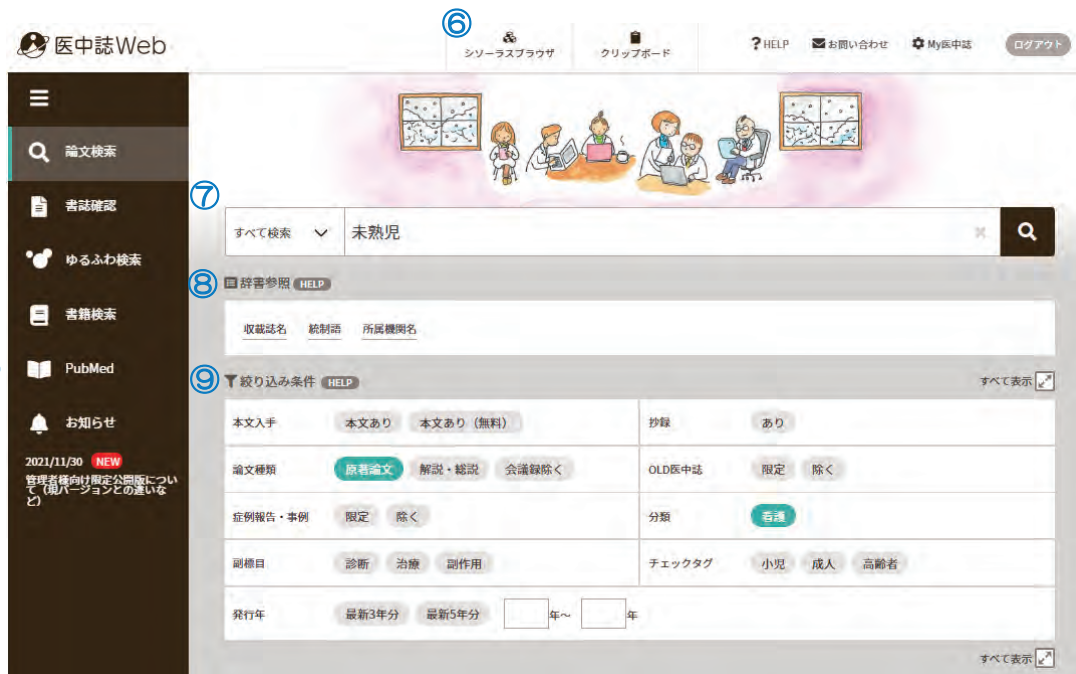 ⑥
医中誌Web
シソーラスブラウザ
クリップボード
?HELP
お問い合わせ
My医中誌
ログアウト
論文検索
書誌確認
ゆるふわ検索
書籍検索
PubMed
お知らせ
2021/11/30 NEW
管理者様向け限定公開版につい
て（現バージョンとの違いな
ど）
⑦
すべて検索 未熟児
⑧ 辞書参照 HELP
収載誌名 統制語 所属機関名
⑨ 絞り込み条件 HELP すべて表示
本文入手 本文あり 本文あり（無料） 抄録 あり
論文種類 原著論文 解説・総説 会議録除く OLD医中誌 限定 除く
症例報告・事例 限定 除く 分類 看護
副標目 診断 治療 副作用 チェックタグ 小児 成人 高齢者
発行年 最新3年分 最新5年分 年～ 年
すべて表示